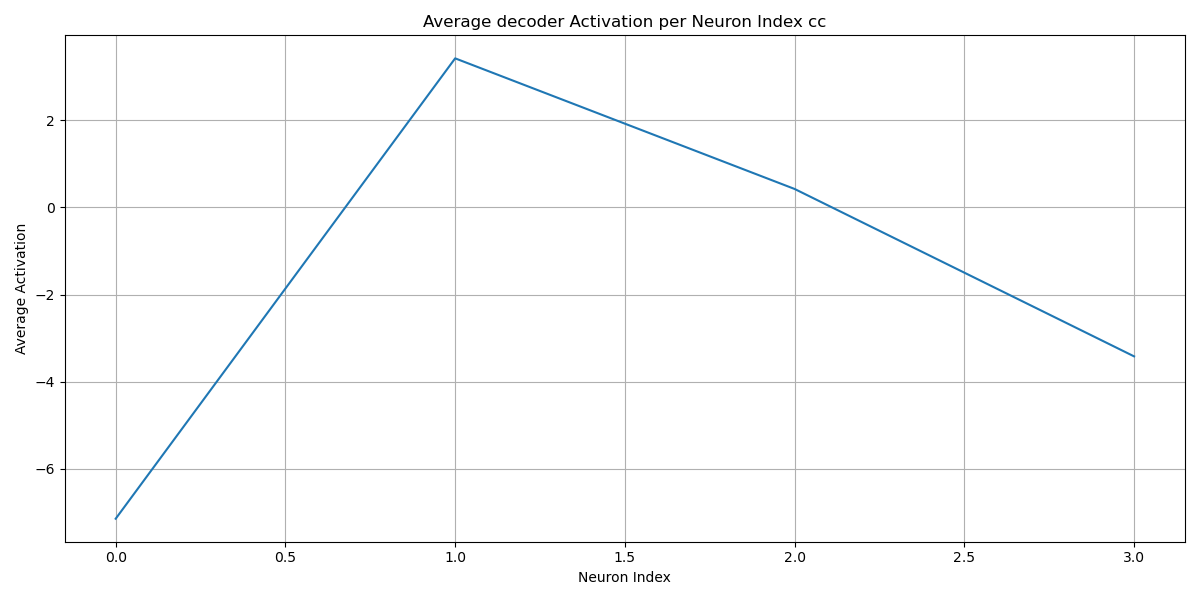 Average decoder Activation per Neuron Index cc
Average Activation
2
0
−2
−4
−6
0.0 0.5 1.0 1.5 2.0 2.5 3.0
Neuron Index